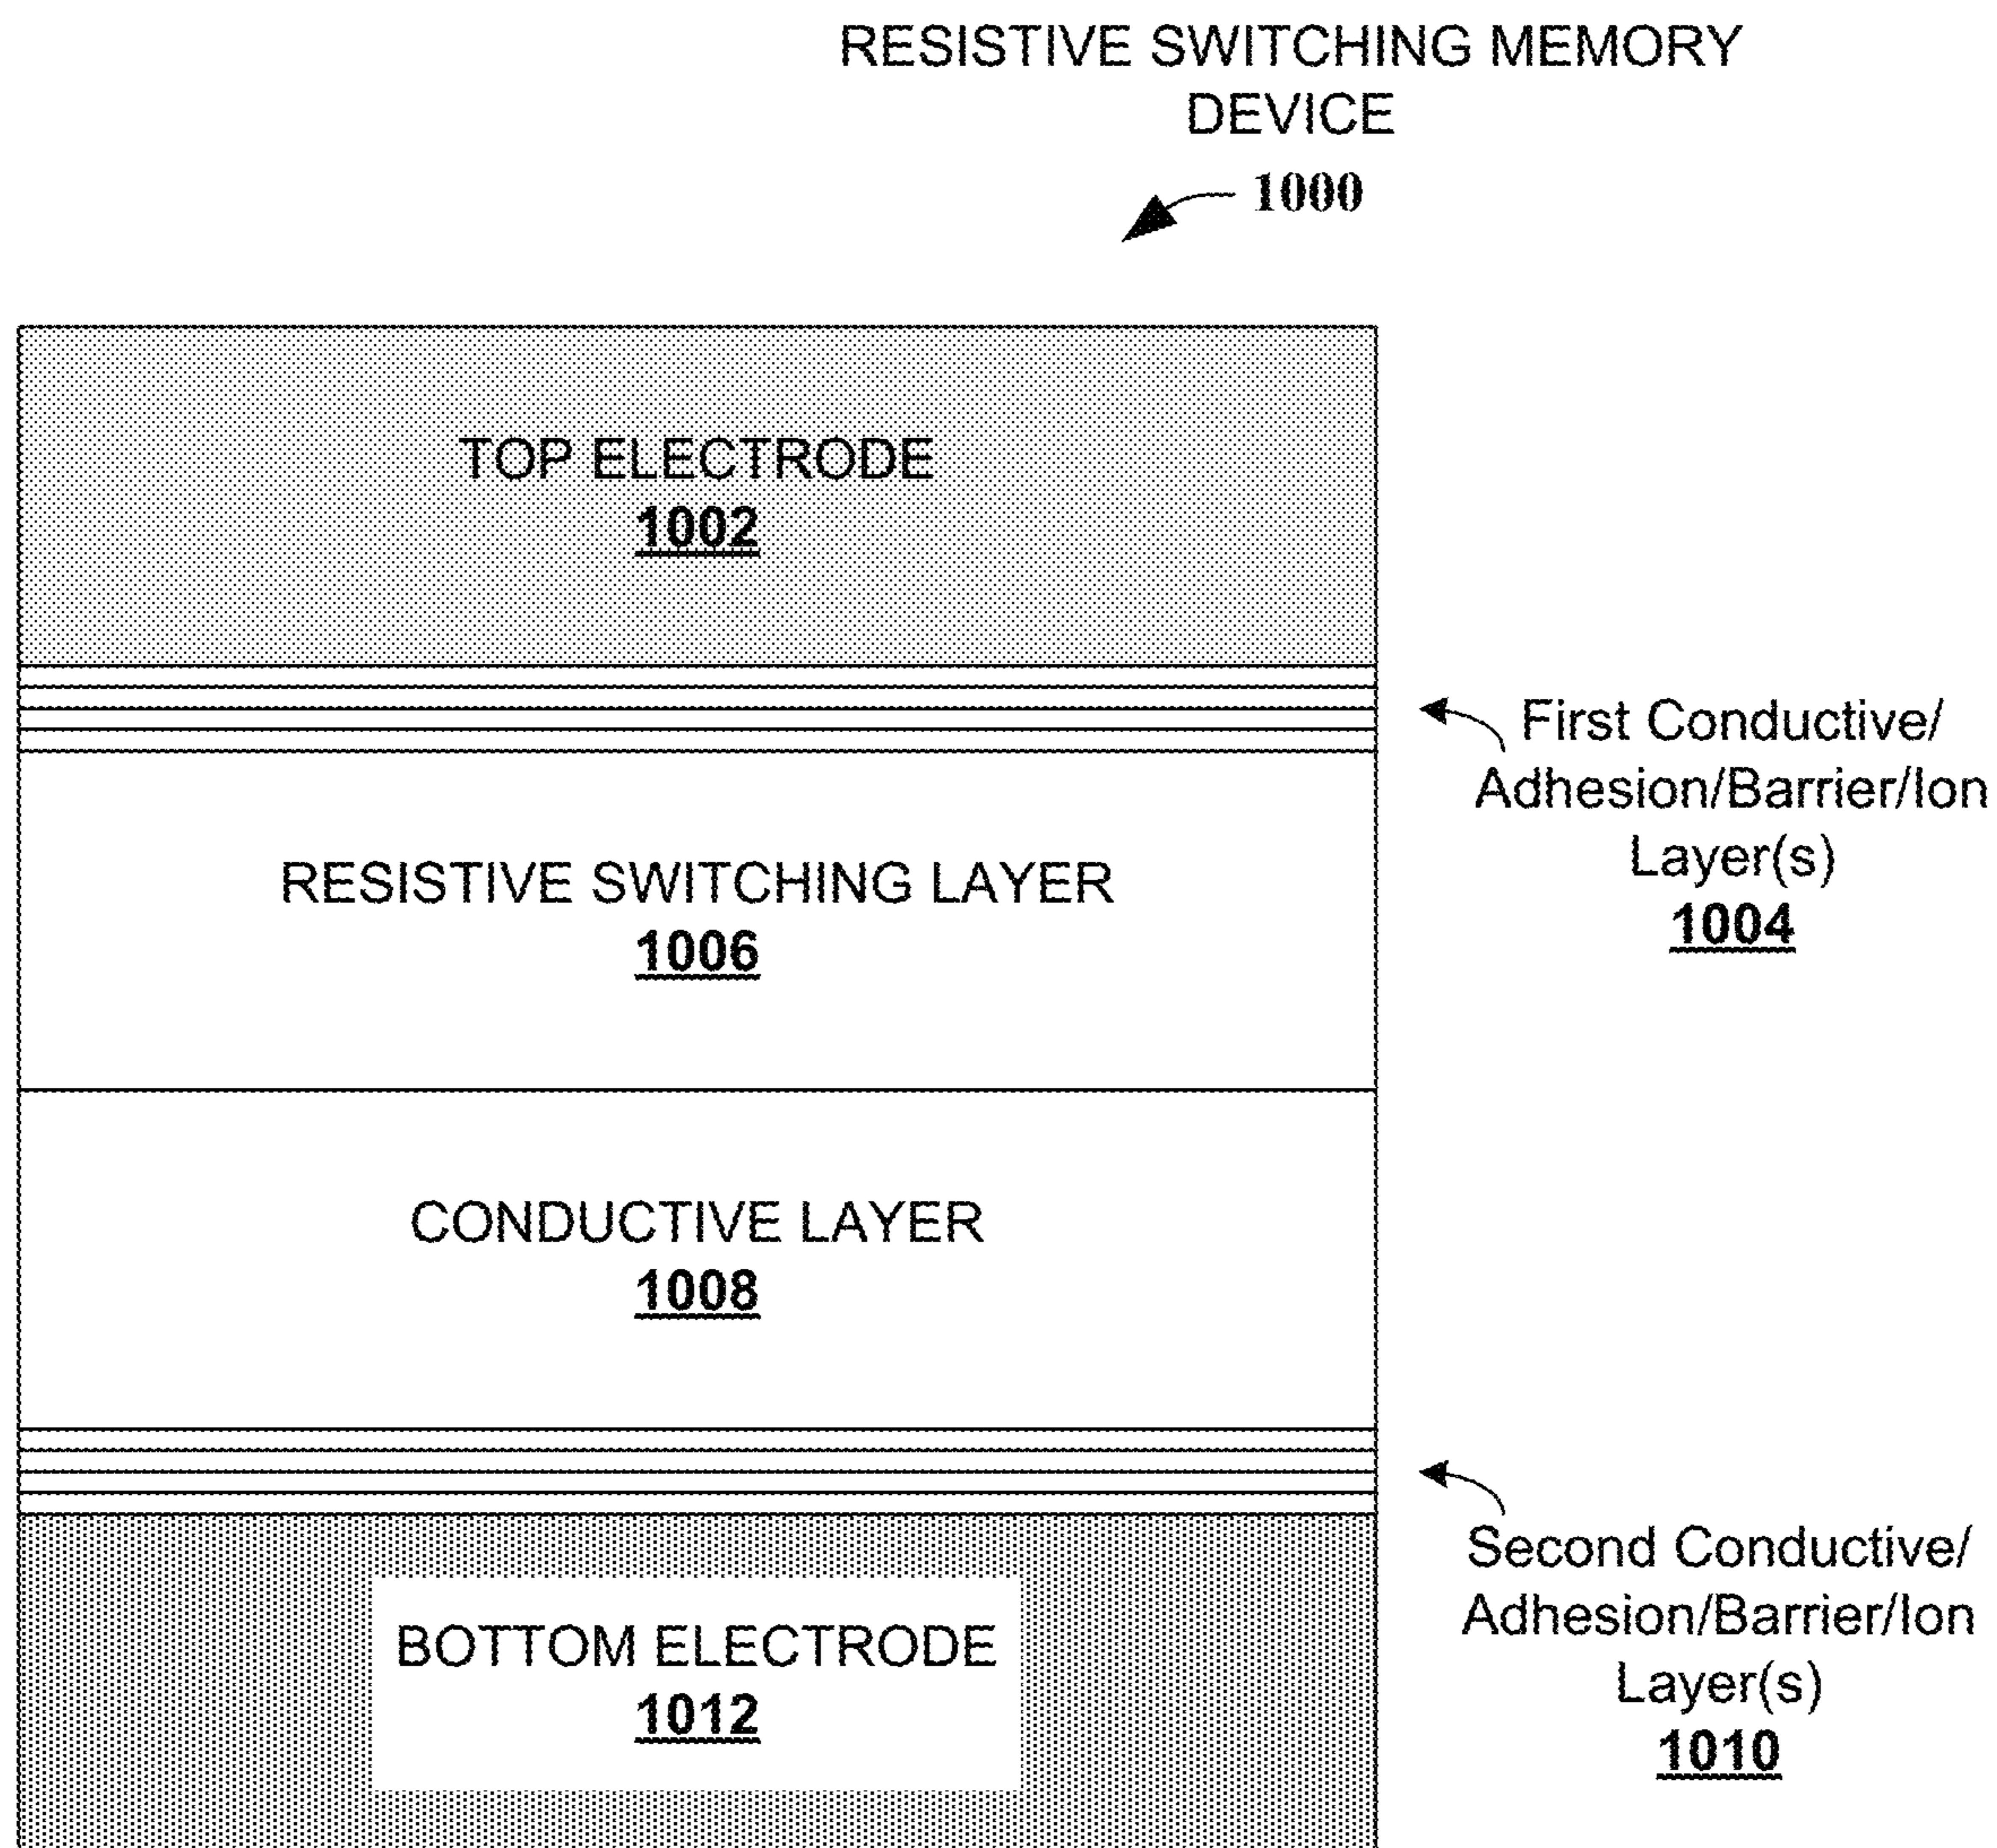 RESISTIVE SWITCHING MEMORY
DEVICE
1000
TOP ELECTRODE
1002
First Conductive/
Adhesion/Barrier/Ion
Layer(s)
1004
RESISTIVE SWITCHING LAYER
1006
CONDUCTIVE LAYER
1008
Second Conductive/
Adhesion/Barrier/Ion
Layer(s)
1010
BOTTOM ELECTRODE
1012